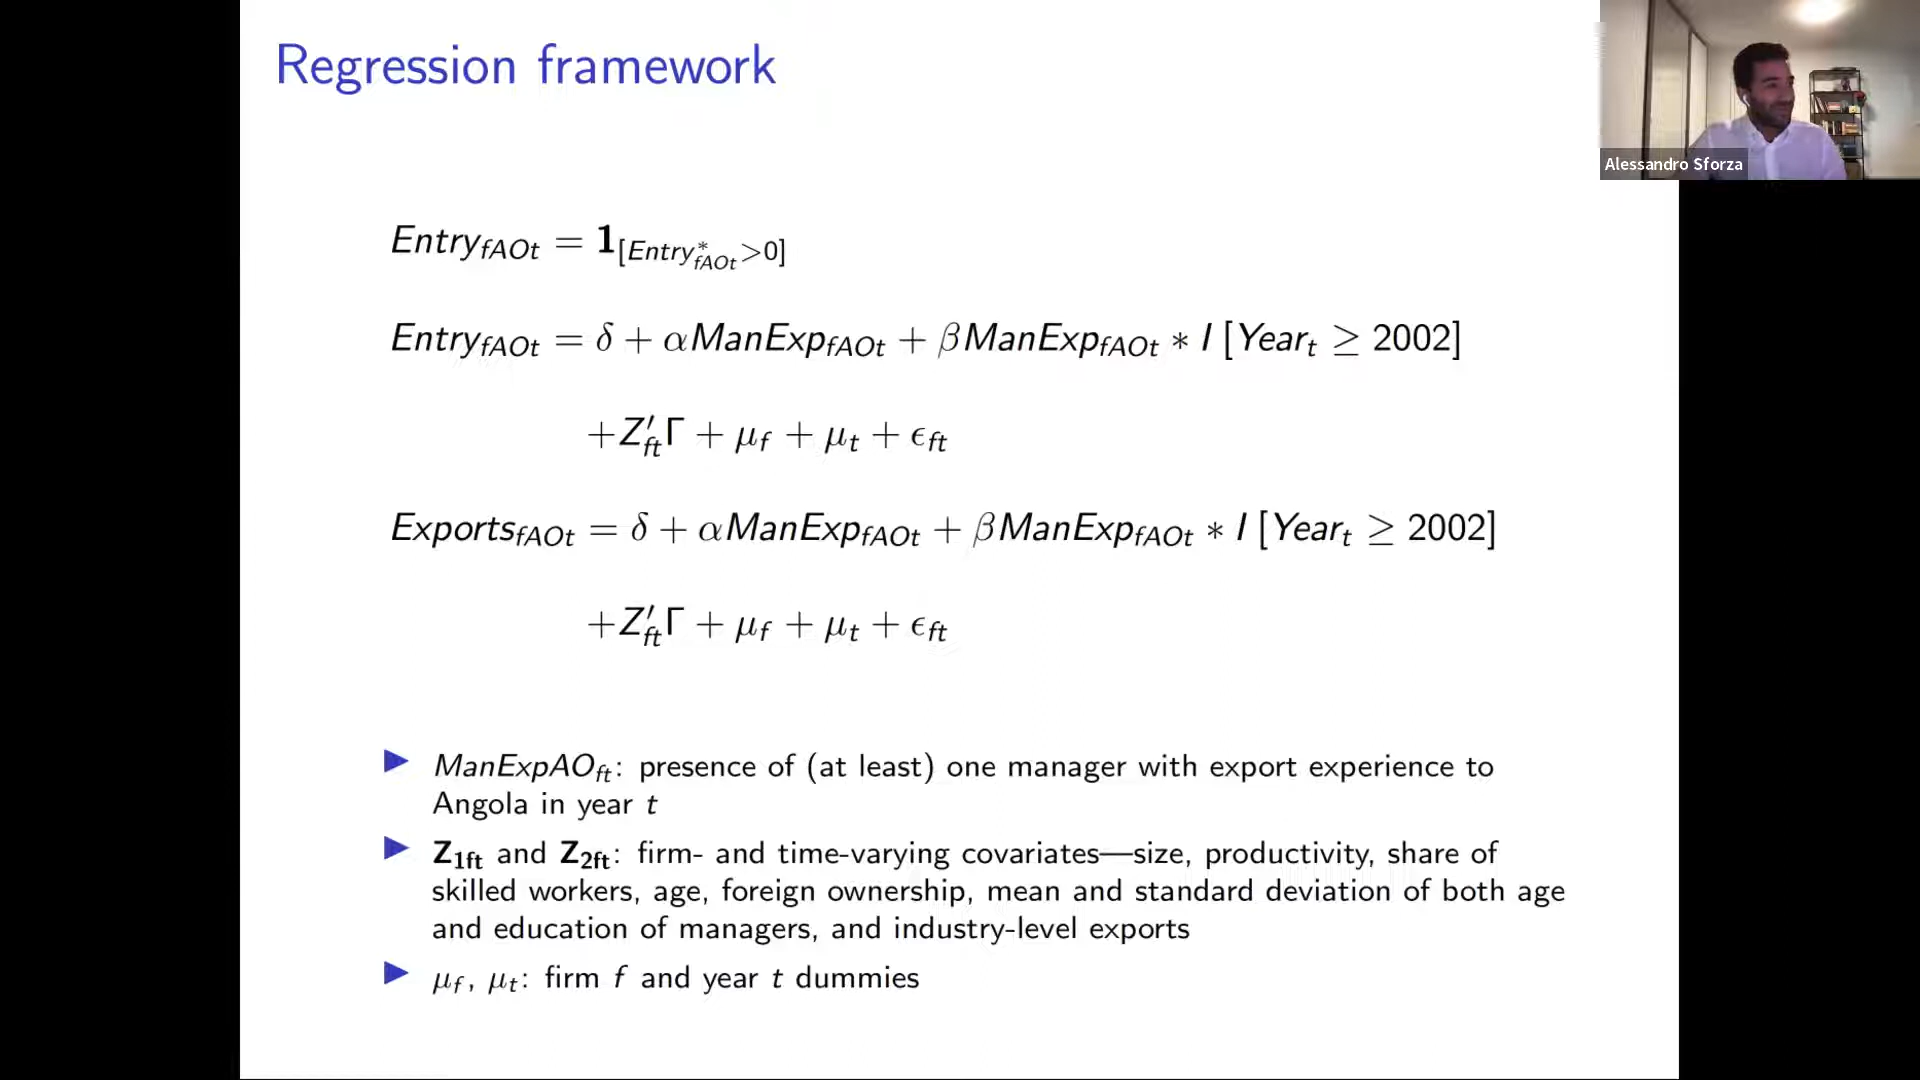 Regression framework
Alessandro Sforza
Entry_{fAOt} = 1_{[Entry^*_{fAOt}>0]}
Entry_{fAOt} = δ + αManExp_{fAOt} + βManExp_{fAOt} * I [Year_t ≥ 2002]
+Z′_{ft}Γ + μ_f + μ_t + ϵ_{ft}
Exports_{fAOt} = δ + αManExp_{fAOt} + βManExp_{fAOt} * I [Year_t ≥ 2002]
+Z′_{ft}Γ + μ_f + μ_t + ϵ_{ft}
▶ ManExpAO_{ft}: presence of (at least) one manager with export experience to
Angola in year t
▶ Z_{1ft} and Z_{2ft}: firm- and time-varying covariates—size, productivity, share of
skilled workers, age, foreign ownership, mean and standard deviation of both age
and education of managers, and industry-level exports
▶ μ_f, μ_t: firm f and year t dummies